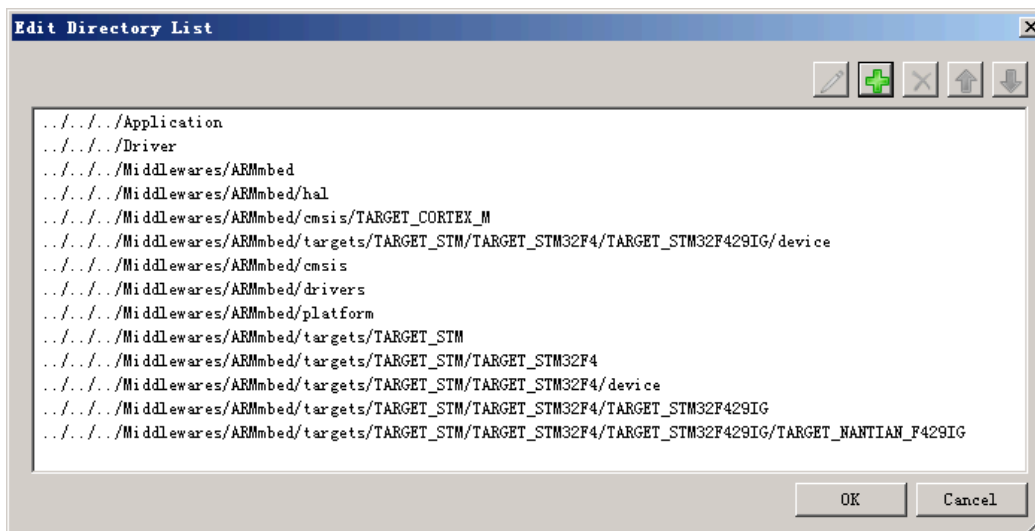 Edit Directory List
../../../Application
../../../Driver
../../../Middlewares/ARMmbed
../../../Middlewares/ARMmbed/hal
../../../Middlewares/ARMmbed/cmsis/TARGET_CORTEX_M
../../../Middlewares/ARMmbed/targets/TARGET_STM/TARGET_STM32F4/TARGET_STM32F429IG/device
../../../Middlewares/ARMmbed/cmsis
../../../Middlewares/ARMmbed/drivers
../../../Middlewares/ARMmbed/platform
../../../Middlewares/ARMmbed/targets/TARGET_STM
../../../Middlewares/ARMmbed/targets/TARGET_STM/TARGET_STM32F4
../../../Middlewares/ARMmbed/targets/TARGET_STM/TARGET_STM32F4/device
../../../Middlewares/ARMmbed/targets/TARGET_STM/TARGET_STM32F4/TARGET_STM32F429IG
../../../Middlewares/ARMmbed/targets/TARGET_STM/TARGET_STM32F4/TARGET_STM32F429IG/TARGET_NANTIAN_F429IG
OK Cancel